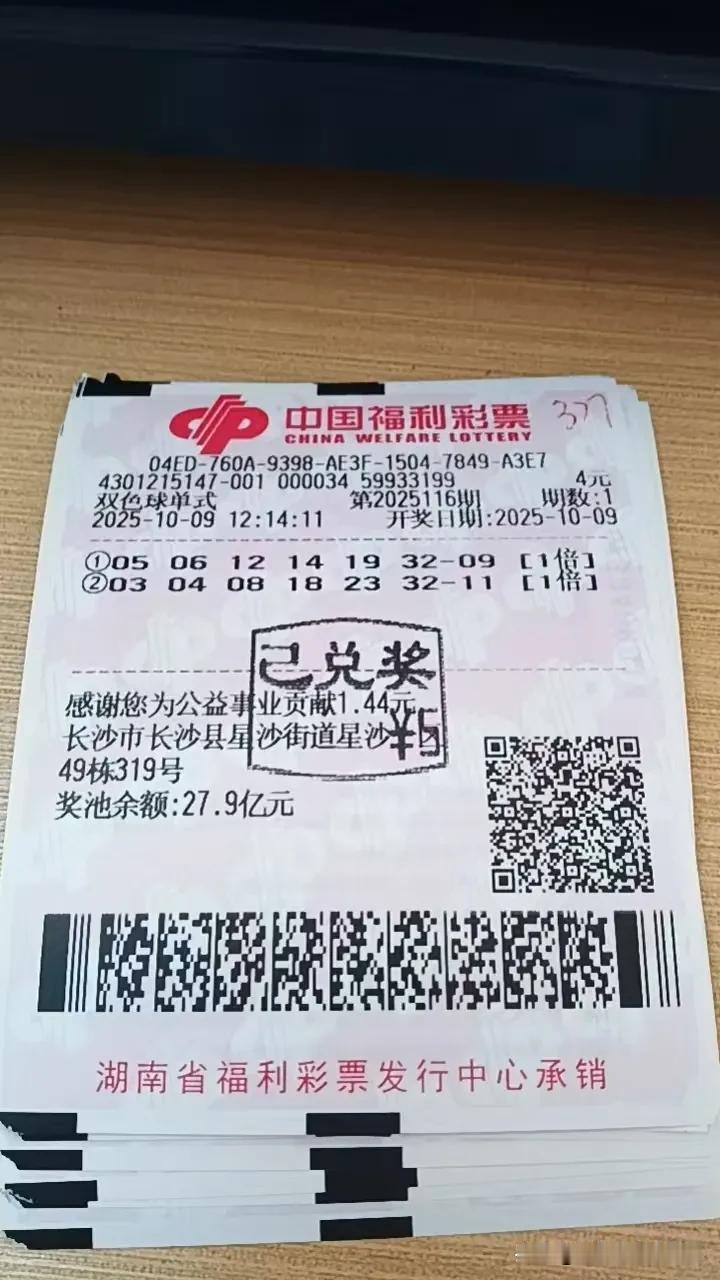 中国福利彩票 377
CHINA WELFARE LOTTERY
04ED-760A-9398-AE3F-1504-7849-A3E7
4301215147-001 000034 59933199 4元
双色球单式 第2025116期 期数:1
2025-10-09 12:14:11 开奖日期:2025-10-09
①05 06 12 14 19 32-09 [1倍]
②03 04 08 18 23 32-11 [1倍]
已兑奖
¥5
感谢您为公益事业贡献1.44元
长沙市长沙县星沙街道星沙
49栋319号
奖池余额:27.9亿元
湖南省福利彩票发行中心承销